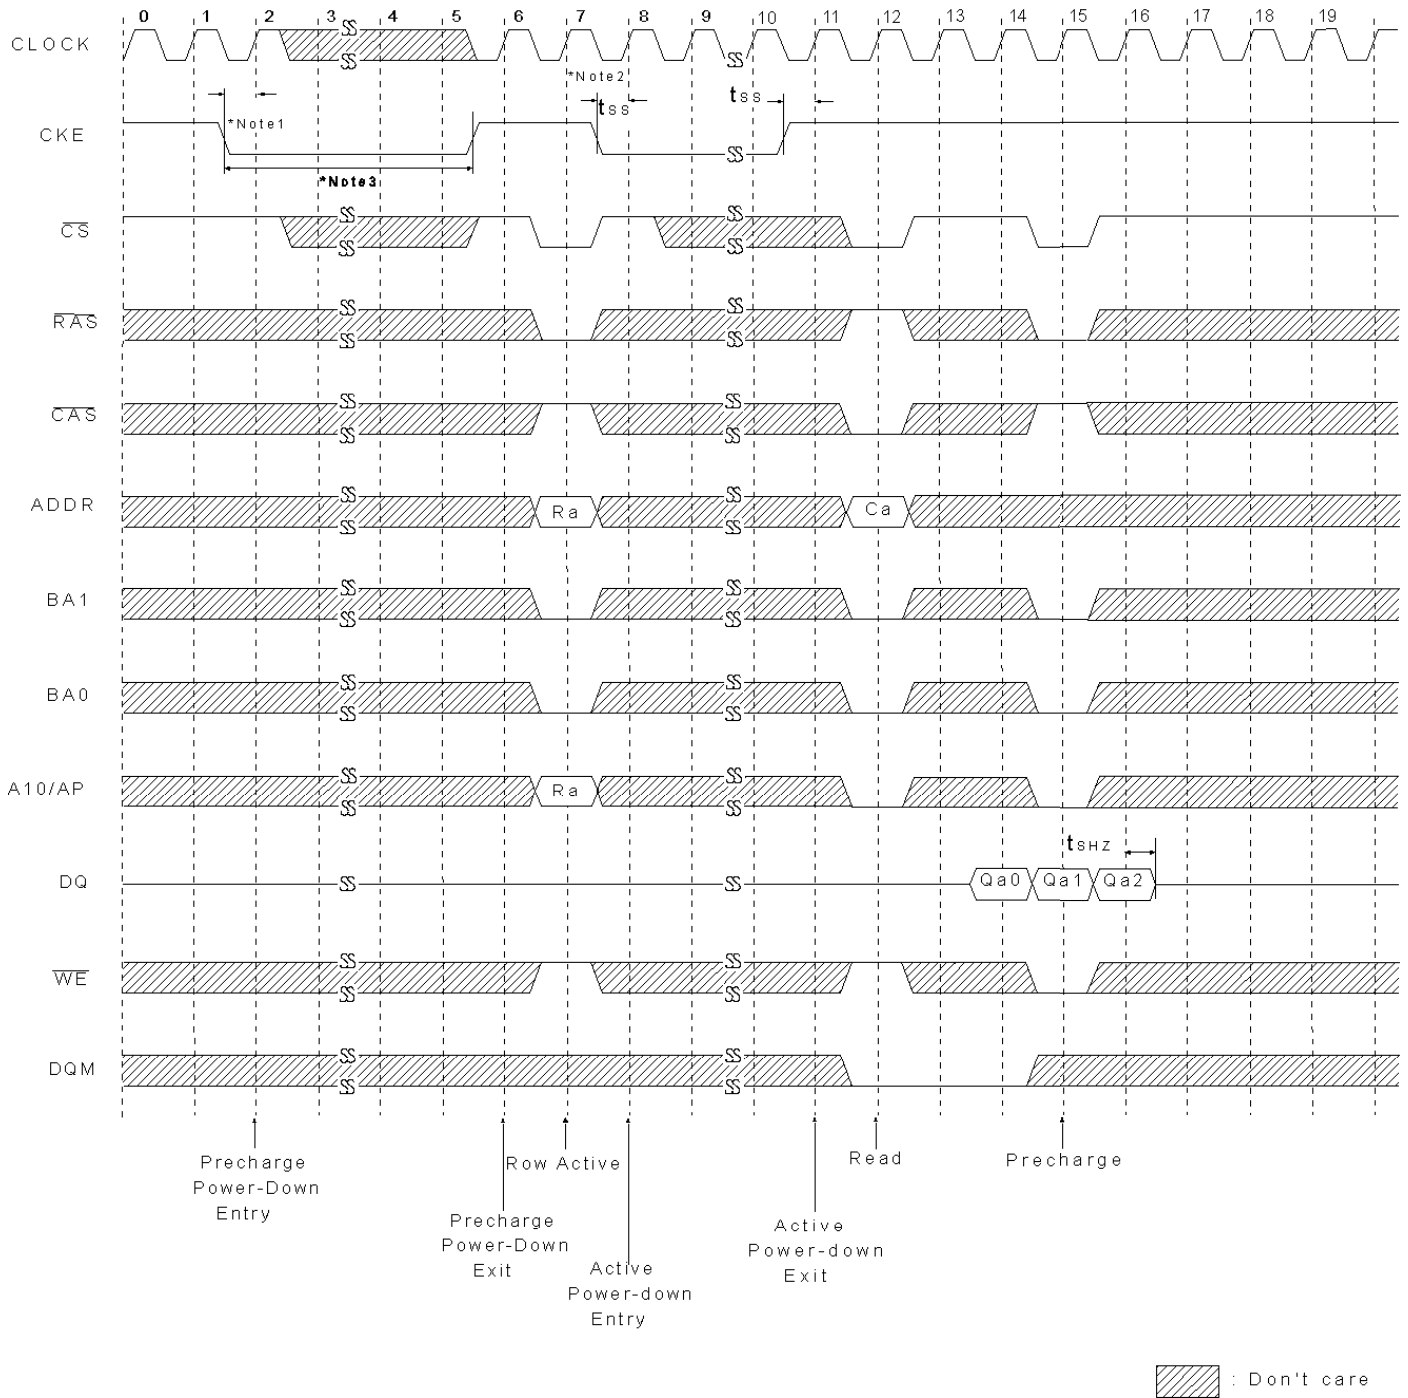 0 1 2 3 4 5 6 7 8 9 10 11 12 13 14 15 16 17 18 19
CLOCK
*Note2
tSS
tSS
*Note1
CKE
*Note3
CS
RAS
CAS
ADDR
Ra
Ca
BA1
BA0
A10/AP
Ra
tSHZ
DQ
Qa0 Qa1 Qa2
WE
DQM
Precharge
Power-Down
Entry
Row Active
Read
Precharge
Precharge
Power-Down
Exit
Active
Power-down
Exit
Active
Power-down
Entry
: Don't care